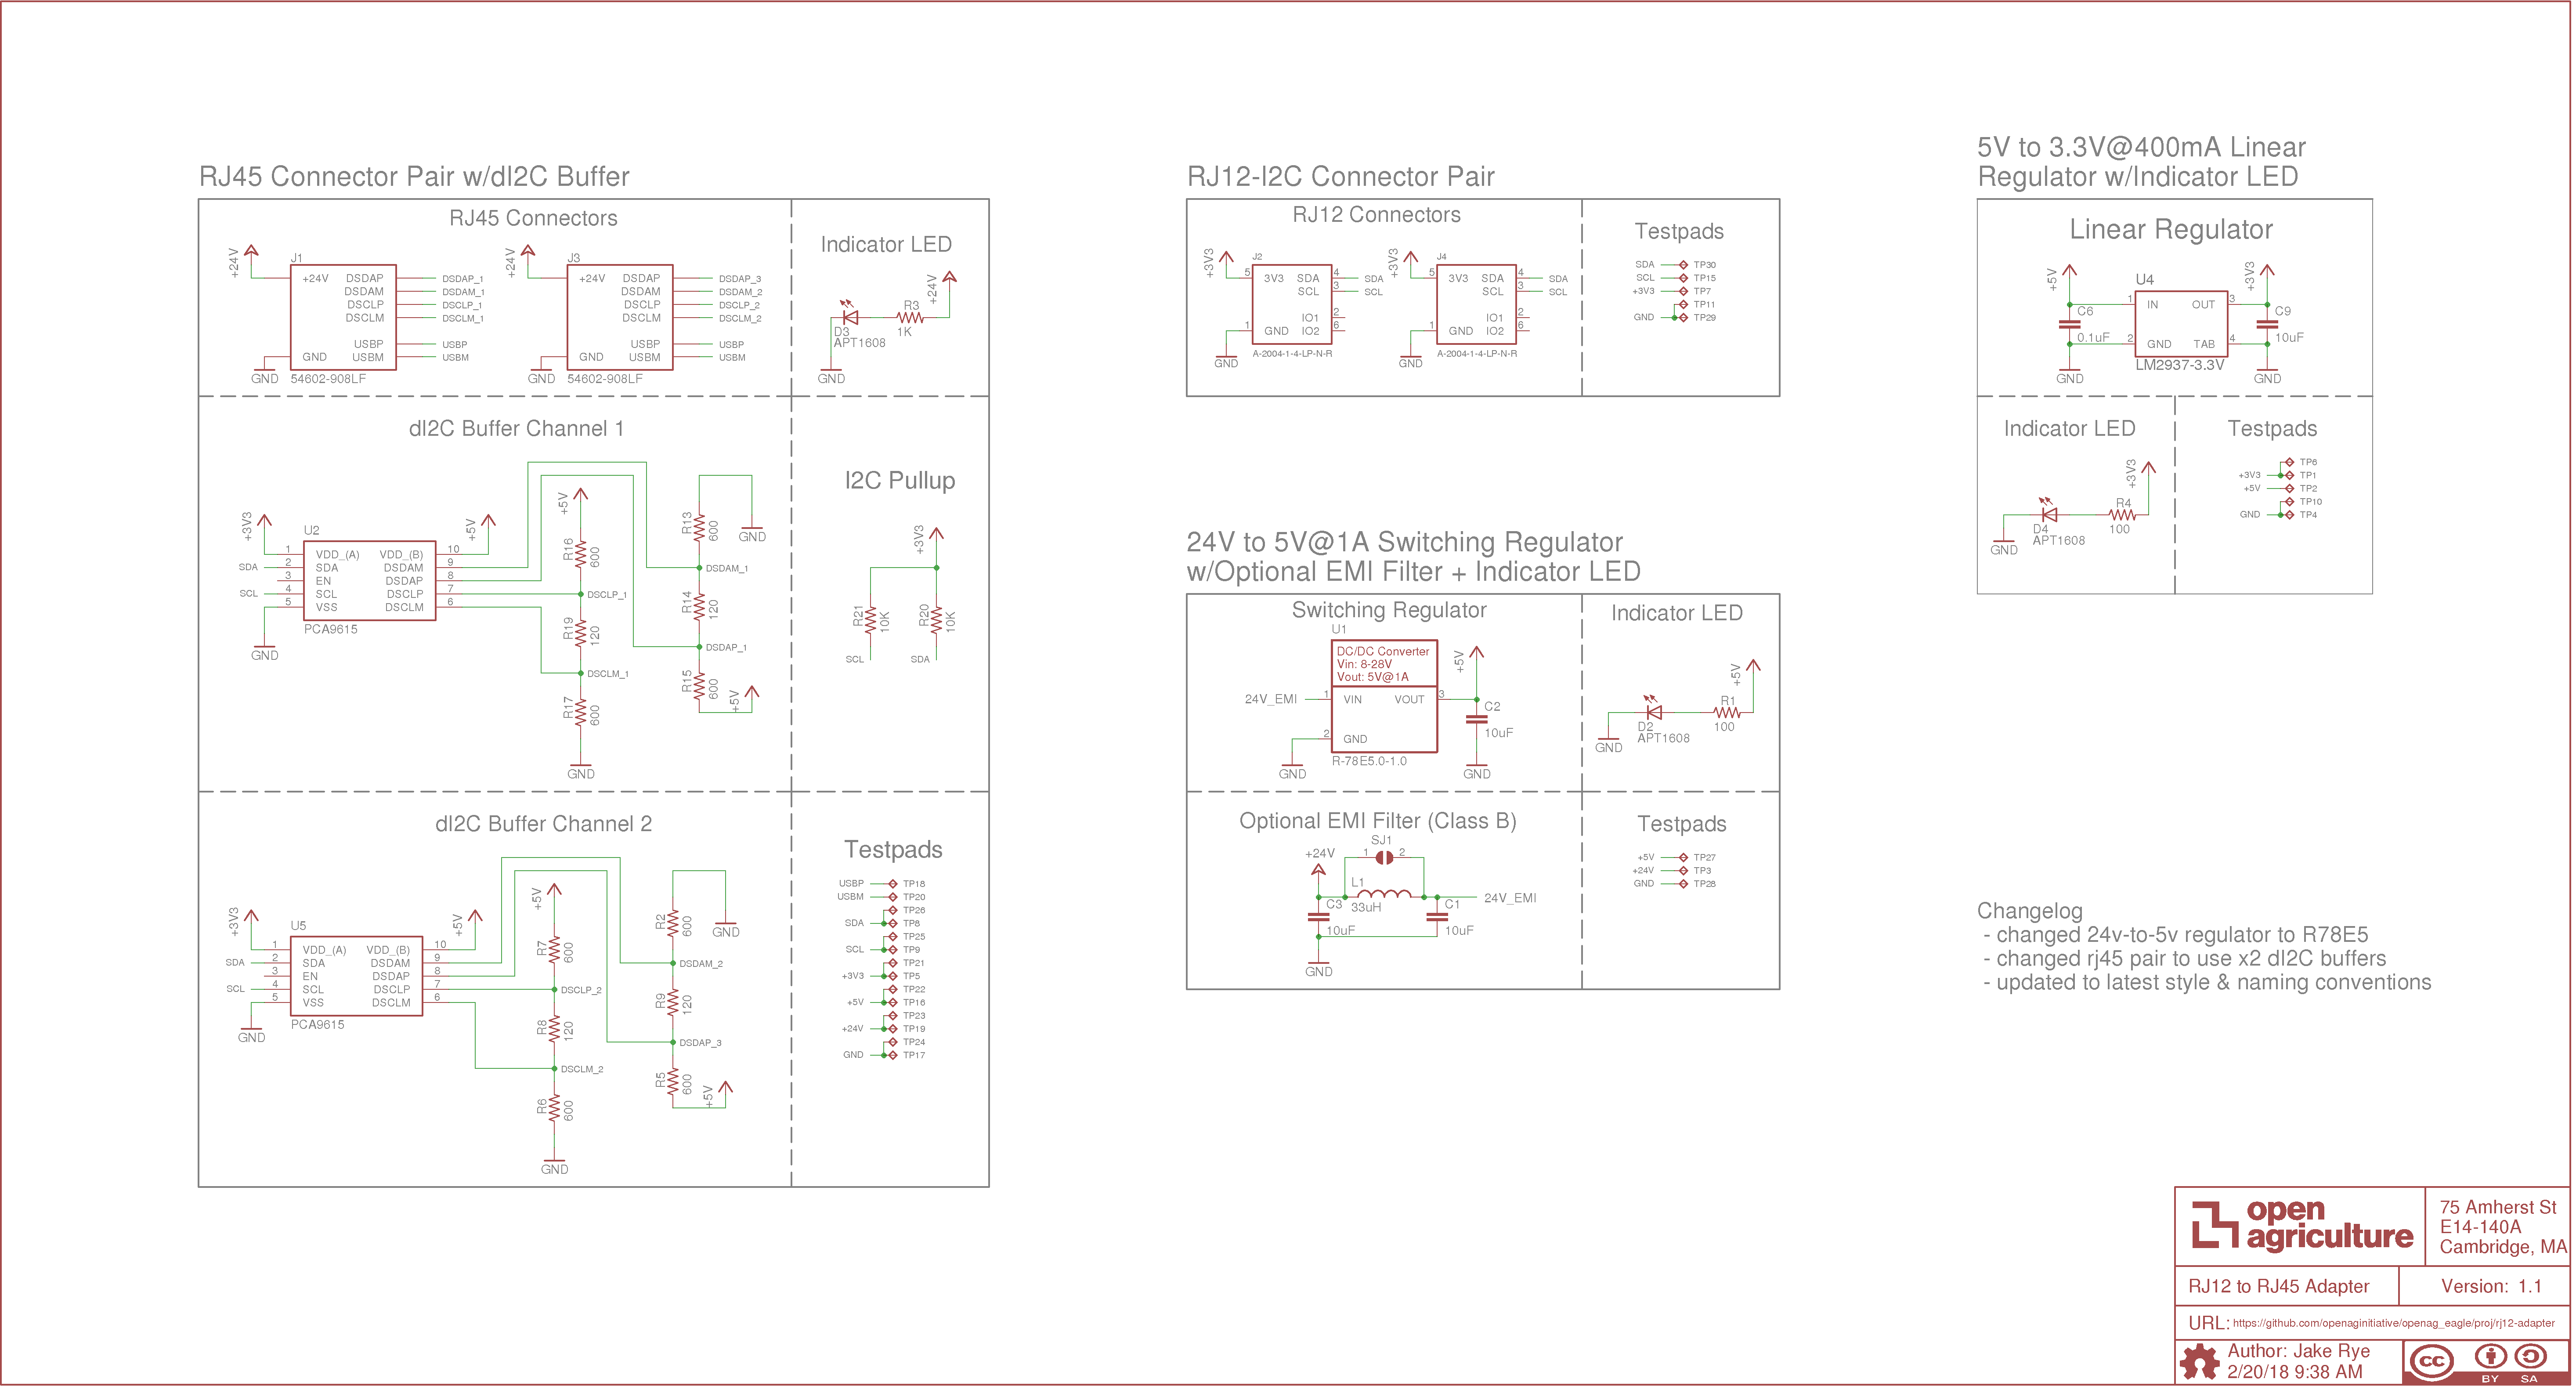 RJ45 Connector Pair w/dI2C Buffer
RJ45 Connectors
+24V
J1
+24V
DSDAP
DSDAM
DSCLP
DSCLM
USBP
GND
USBM
DSDAP_1
DSDAM_1
DSCLP_1
DSCLM_1
USBP
USBM
GND
54602-908LF
+24V
J3
+24V
DSDAP
DSDAM
DSCLP
DSCLM
USBP
GND
USBM
DSDAP_3
DSDAM_2
DSCLP_2
DSCLM_2
USBP
USBM
GND
54602-908LF
Indicator LED
+24V
R3
1K
D3
APT1608
GND
dI2C Buffer Channel 1
+3V3
U2
+5V
1 VDD_(A) VDD_(B) 10
SDA 2 SDA DSDAM 9
3 EN DSDAP 8
SCL 4 SCL DSCLP 7
5 VSS DSCLM 6
PCA9615
GND
+5V
R16
600
DSCLP_1
R19
120
DSCLM_1
R17
600
GND
R13
600
GND
DSDAM_1
R14
120
DSDAP_1
R15
600
+5V
I2C Pullup
+3V3
R21
10K
R20
10K
SCL
SDA
dI2C Buffer Channel 2
+3V3
U5
+5V
1 VDD_(A) VDD_(B) 10
SDA 2 SDA DSDAM 9
3 EN DSDAP 8
SCL 4 SCL DSCLP 7
5 VSS DSCLM 6
PCA9615
GND
+5V
R7
600
DSCLP_2
R8
120
DSCLM_2
R6
600
GND
R2
600
GND
DSDAM_2
R9
120
DSDAP_3
R5
600
+5V
Testpads
USBP TP18
USBM TP20
TP26
SDA TP8
TP25
SCL TP9
TP21
+3V3 TP5
TP22
+5V TP16
TP23
+24V TP19
TP24
GND TP17
RJ12-I2C Connector Pair
RJ12 Connectors
+3V3
J2
5 3V3 SDA 4 SDA
SCL 3 SCL
IO1 2
1 GND IO2 6
GND
A-2004-1-4-LP-N-R
+3V3
J4
5 3V3 SDA 4 SDA
SCL 3 SCL
IO1 2
1 GND IO2 6
GND
A-2004-1-4-LP-N-R
Testpads
SDA TP30
SCL TP15
+3V3 TP7
TP11
GND TP29
24V to 5V@1A Switching Regulator
w/Optional EMI Filter + Indicator LED
Switching Regulator
U1
DC/DC Converter
Vin: 8-28V
Vout: 5V@1A
24V_EMI 1 VIN VOUT 3
2 GND
R-78E5.0-1.0
GND
+5V
C2
10uF
GND
Indicator LED
+5V
R1
100
D2
APT1608
GND
Optional EMI Filter (Class B)
SJ1
1 2
+24V
L1
33uH
24V_EMI
C3
10uF
C1
10uF
GND
Testpads
+5V TP27
+24V TP3
GND TP28
5V to 3.3V@400mA Linear
Regulator w/Indicator LED
Linear Regulator
+5V
U4
+3V3
1 IN OUT 3
2 GND TAB 4
C6
0.1uF
C9
10uF
LM2937-3.3V
GND
GND
Indicator LED
+3V3
R4
100
D4
APT1608
GND
Testpads
TP6
+3V3 TP1
+5V TP2
TP10
GND TP4
Changelog
- changed 24v-to-5v regulator to R78E5
- changed rj45 pair to use x2 dI2C buffers
- updated to latest style & naming conventions
open
agriculture
75 Amherst St
E14-140A
Cambridge, MA
RJ12 to RJ45 Adapter
Version: 1.1
URL: https://github.com/openaginitiative/openag_eagle/proj/rj12-adapter
Author: Jake Rye
2/20/18 9:38 AM
cc
BY SA